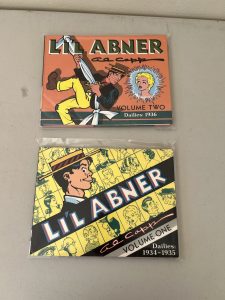 LI'L ABNER
al capp
VOLUME TWO
Dailies: 1936
LI'L ABNER
al capp
VOLUME ONE
Dailies:
1934-1935